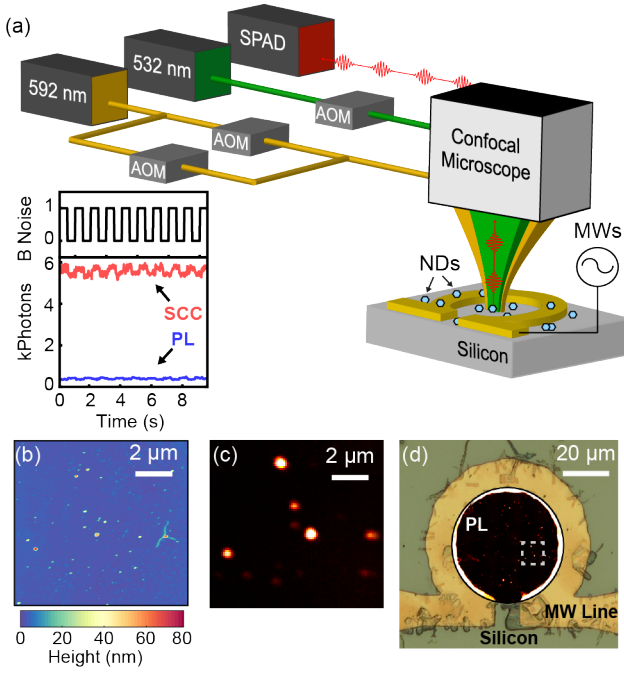 (a)
SPAD
532 nm
592 nm
AOM
AOM
AOM
Confocal
Microscope
MWs
NDs
Silicon
B Noise
1
0
kPhotons
6
4
2
0
SCC
PL
0 2 4 6 8
Time (s)
(b)
2 µm
0 20 40 60 80
Height (nm)
(c)
2 µm
(d)
20 µm
PL
MW Line
Silicon